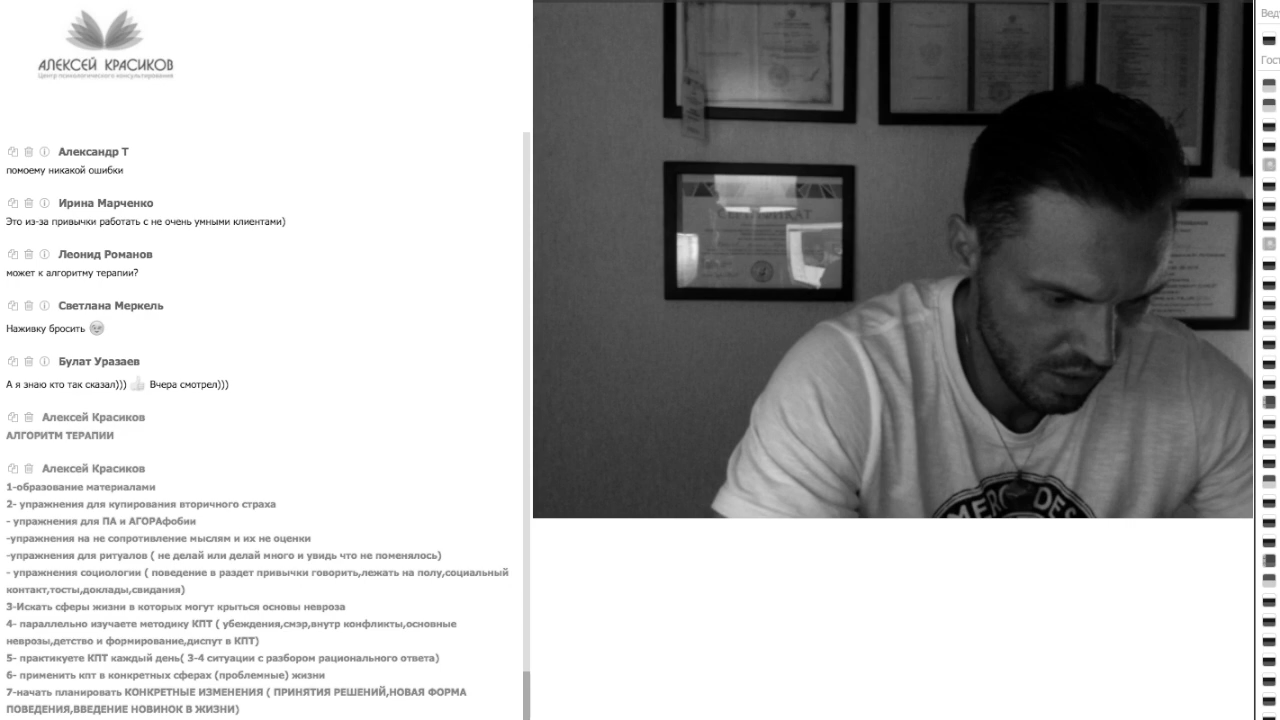 АЛЕКСЕЙ КРАСИКОВ
Центр психологического консультирования
Александр Т
помоему никакой ошибки
Ирина Марченко
Это из-за привычки работать с не очень умными клиентами)
Леонид Романов
может к алгоритму терапии?
Светлана Меркель
Наживку бросить
Булат Уразаев
А я знаю кто так сказал))) Вчера смотрел)))
Алексей Красиков
АЛГОРИТМ ТЕРАПИИ
Алексей Красиков
1-образование материалами
2- упражнения для купирования вторичного страха
- упражнения для ПА и АГОРАфобии
-упражнения на не сопротивление мыслям и их не оценки
-упражнения для ритуалов ( не делай или делай много и увидь что не поменялось)
- упражнения социологии ( поведение в раздет привычки говорить,лежать на полу,социальный
контакт,тосты,доклады,свидания)
3-Искать сферы жизни в которых могут крыться основы невроза
4- параллельно изучаете методику КПТ ( убеждения,смэр,внутр конфликты,основные
неврозы,детство и формирование,диспут в КПТ)
5- практикуете КПТ каждый день( 3-4 ситуации с разбором рационального ответа)
6- применить кпт в конкретных сферах (проблемные) жизни
7-начать планировать КОНКРЕТНЫЕ ИЗМЕНЕНИЯ ( ПРИНЯТИЯ РЕШЕНИЙ,НОВАЯ ФОРМА
ПОВЕДЕНИЯ,ВВЕДЕНИЕ НОВИНОК В ЖИЗНИ)
СЕРТИФИКАТ
Вед
Гост